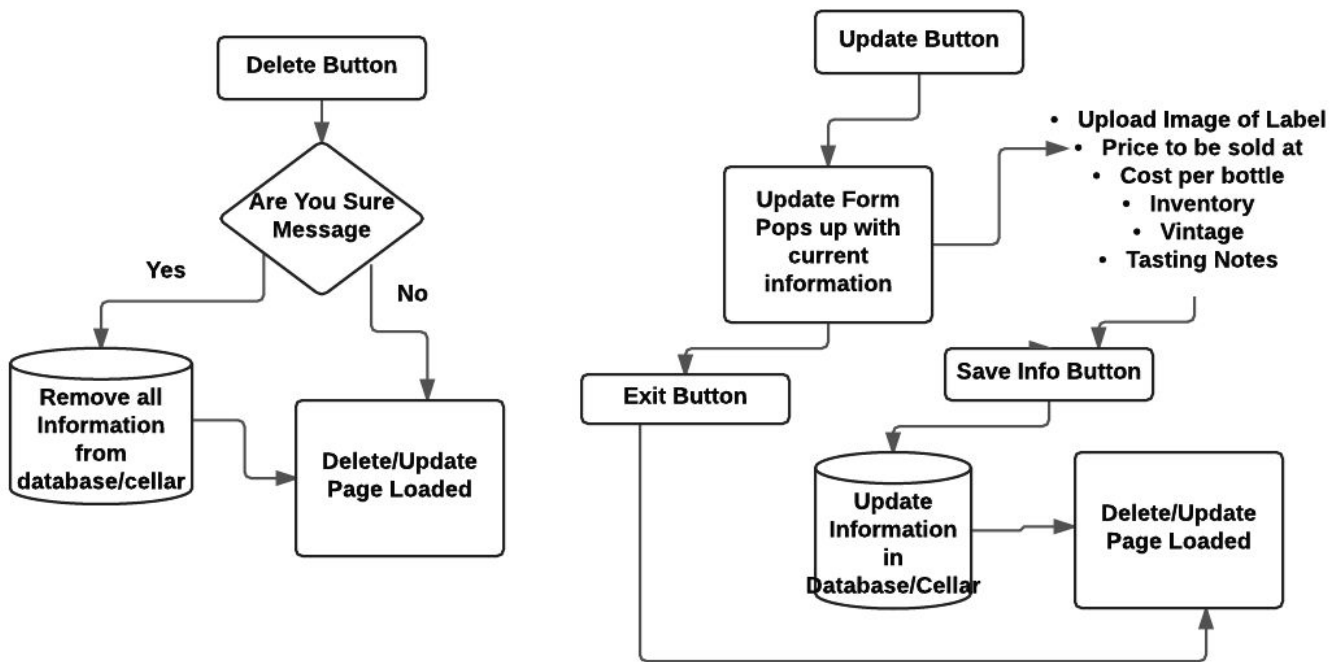 Delete Button
Are You Sure
Message
Yes
No
Remove all
Information
from
database/cellar
Delete/Update
Page Loaded
Update Button
Update Form
Pops up with
current
information
• Upload Image of Label
• Price to be sold at
• Cost per bottle
• Inventory
• Vintage
• Tasting Notes
Exit Button
Save Info Button
Update
Information
in
Database/Cellar
Delete/Update
Page Loaded